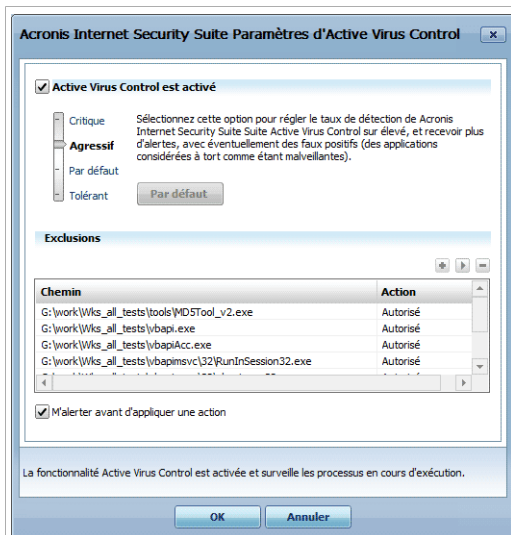 Acronis Internet Security Suite Paramètres d'Active Virus Control
Active Virus Control est activé
Critique
Agressif
Par défaut
Tolérant
Sélectionnez cette option pour régler le taux de détection de Acronis
Internet Security Suite Suite Active Virus Control sur élevé, et recevoir plus
d'alertes, avec éventuellement des faux positifs (des applications
considérées à tort comme étant malveillantes).
Par défaut
Exclusions
Chemin Action
G:\work\Wks_all_tests\tools\MD5Tool_v2.exe Autorisé
G:\work\Wks_all_tests\vbapi.exe Autorisé
G:\work\Wks_all_tests\vbapiAcc.exe Autorisé
G:\work\Wks_all_tests\vbapimsvc\32\RunInSession32.exe Autorisé
M'alerter avant d'appliquer une action
La fonctionnalité Active Virus Control est activée et surveille les processus en cours d'exécution.
OK Annuler